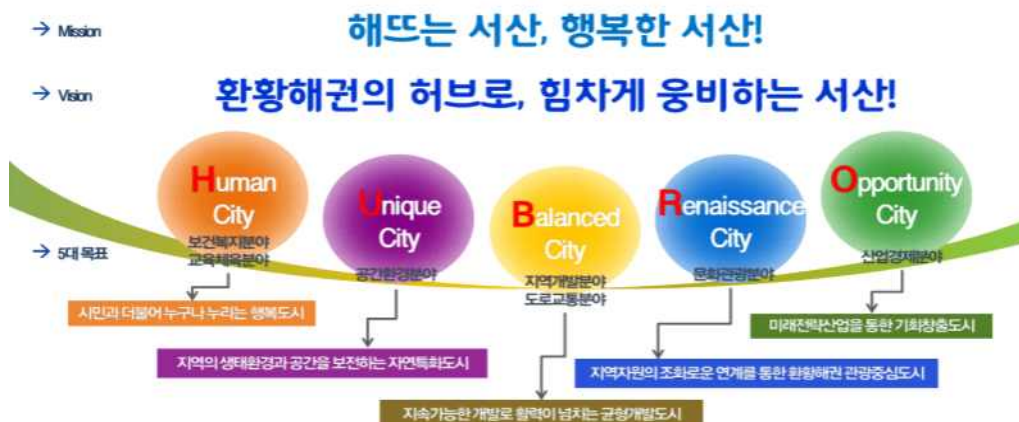 → Mission
해뜨는 서산, 행복한 서산!
→ Vision
환황해권의 허브로, 힘차게 웅비하는 서산!
→ 5대 목표
Human
City
보건복지분야
교육체육분야
Unique
City
공간환경분야
Balanced
City
지역개발분야
도로교통분야
Renaissance
City
문화관광분야
Opportunity
City
산업경제분야
시민과 더불어 누구나 누리는 행복도시
미래전략산업을 통한 기회창출도시
지역의 생태환경과 공간을 보전하는 자연특화도시
지역자원의 조화로운 연계를 통한 환황해권 관광중심도시
지속가능한 개발로 활력이 넘치는 균형개발도시